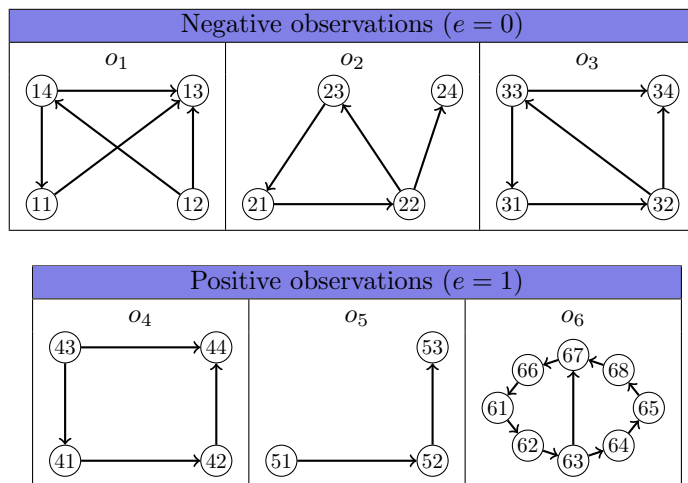 Negative observations (e = 0)
o1 o2 o3
14 13 23 24 33 34
11 12 21 22 31 32
Positive observations (e = 1)
o4 o5 o6
43 44 53 67
66 68
61 65
62 64
41 42 51 52 63